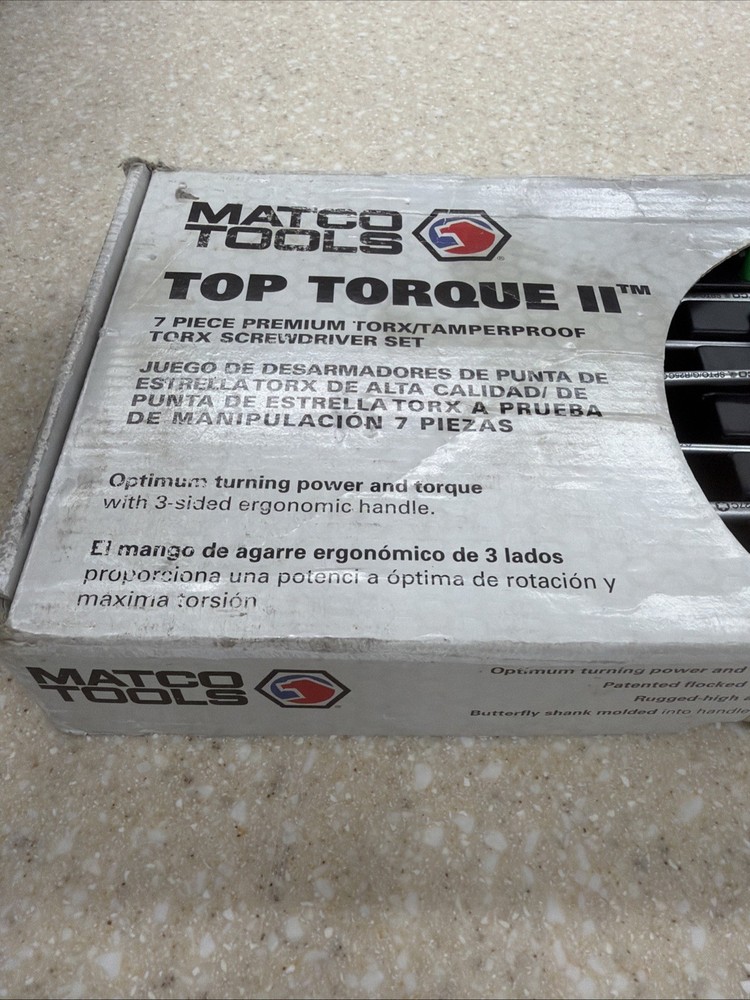 MATCO
TOOLS
TOP TORQUE II™
7 PIECE PREMIUM TORX/TAMPERPROOF
TORX SCREWDRIVER SET
JUEGO DE DESARMADORES DE PUNTA DE
ESTRELLA TORX DE ALTA CALIDAD/ DE
PUNTA DE ESTRELLA TORX A PRUEBA
DE MANIPULACIÓN 7 PIEZAS
Optimum turning power and torque
with 3-sided ergonomic handle.
El mango de agarre ergonómico de 3 lados
proporciona una potenci a óptima de rotación y
maxima torsión
MATCO
TOOLS
Optimum turning power and
Patented flocked
Rugged-high
Butterfly shank molded into handle